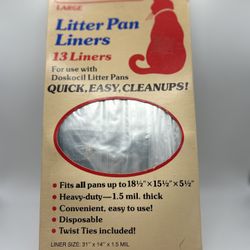 LARGE
Litter Pan
Liners
13 Liners
For use with
Doskocil Litter Pans
QUICK, EASY, CLEANUPS!
• Fits all pans up to 18½"×15½"×5½"
• Heavy-duty—1.5 mil. thick
• Convenient, easy to use!
• Disposable
• Twist Ties included!
LINER SIZE: 31" x 14" x 1.5 MIL